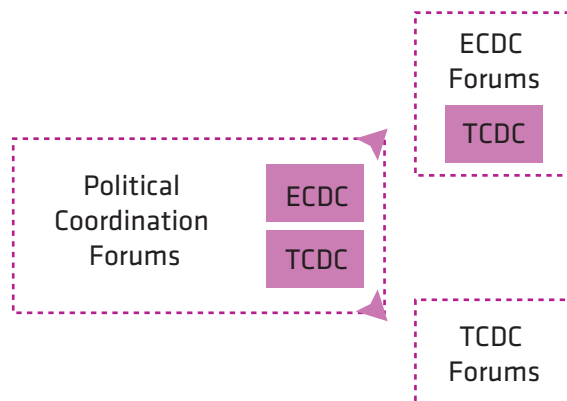 Political
Coordination
Forums
ECDC
TCDC
ECDC
Forums
TCDC
TCDC
Forums